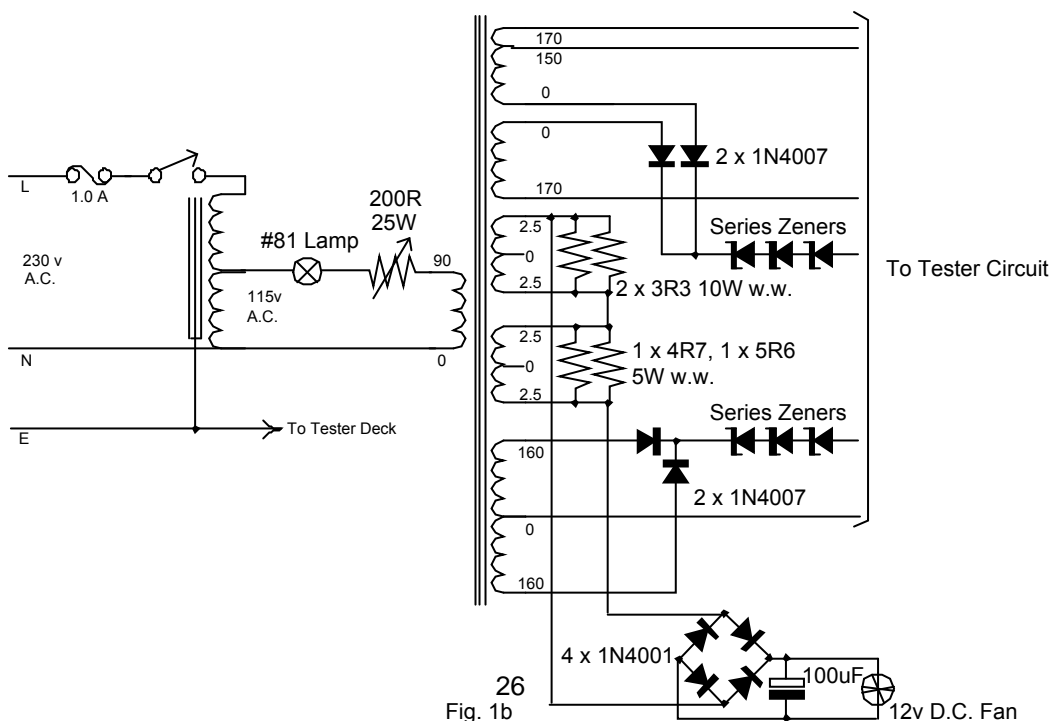 170
150
0
0
2 x 1N4007
170
L
1.0 A
200R
25W
#81 Lamp
230 v
A.C.
115v
A.C.
90
0
N
E
To Tester Deck
2.5
0
2.5
2 x 3R3 10W w.w.
Series Zeners
To Tester Circuit
2.5
0
2.5
1 x 4R7, 1 x 5R6
5W w.w.
Series Zeners
160
2 x 1N4007
0
160
4 x 1N4001
100uF
12v D.C. Fan
26
Fig. 1b